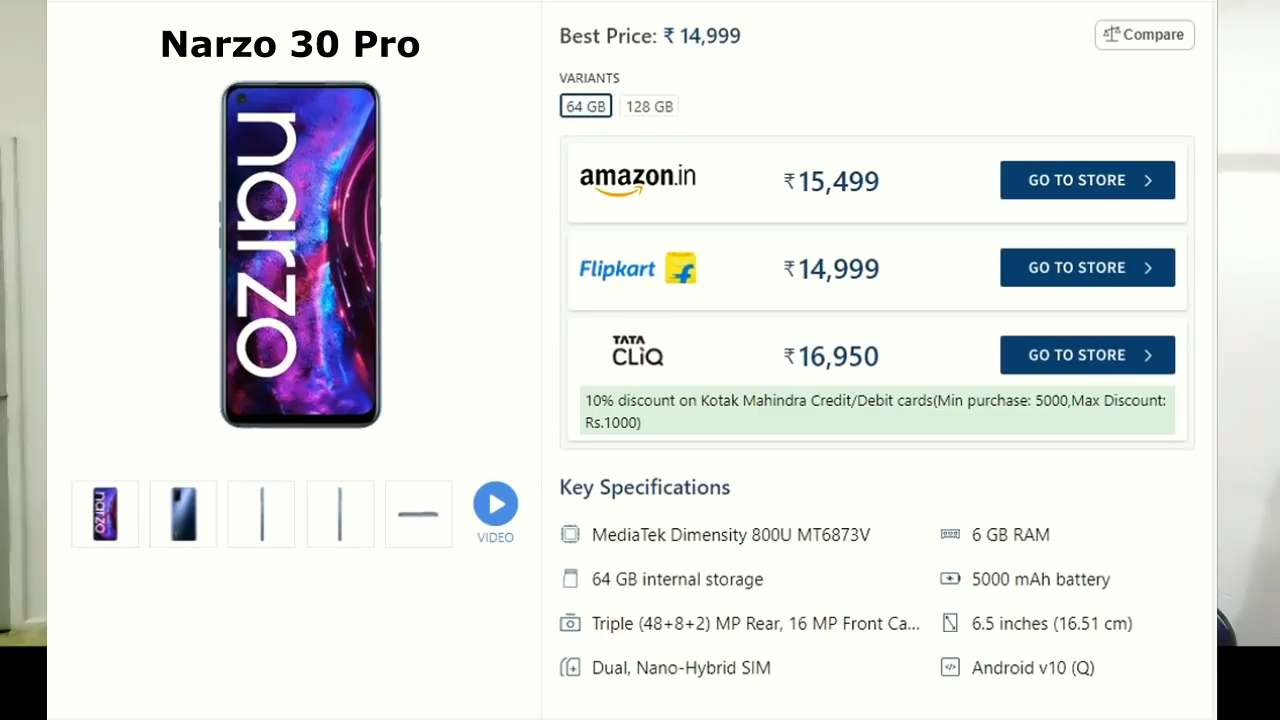 Narzo 30 Pro
narzo
narzo
VIDEO
Best Price: ₹ 14,999
Compare
VARIANTS
64 GB
128 GB
amazon.in
₹15,499
GO TO STORE
Flipkart
₹14,999
GO TO STORE
TATA
CLiQ
₹16,950
GO TO STORE
10% discount on Kotak Mahindra Credit/Debit cards(Min purchase: 5000,Max Discount:
Rs.1000)
Key Specifications
MediaTek Dimensity 800U MT6873V
6 GB RAM
64 GB internal storage
5000 mAh battery
Triple (48+8+2) MP Rear, 16 MP Front Ca...
6.5 inches (16.51 cm)
Dual, Nano-Hybrid SIM
Android v10 (Q)